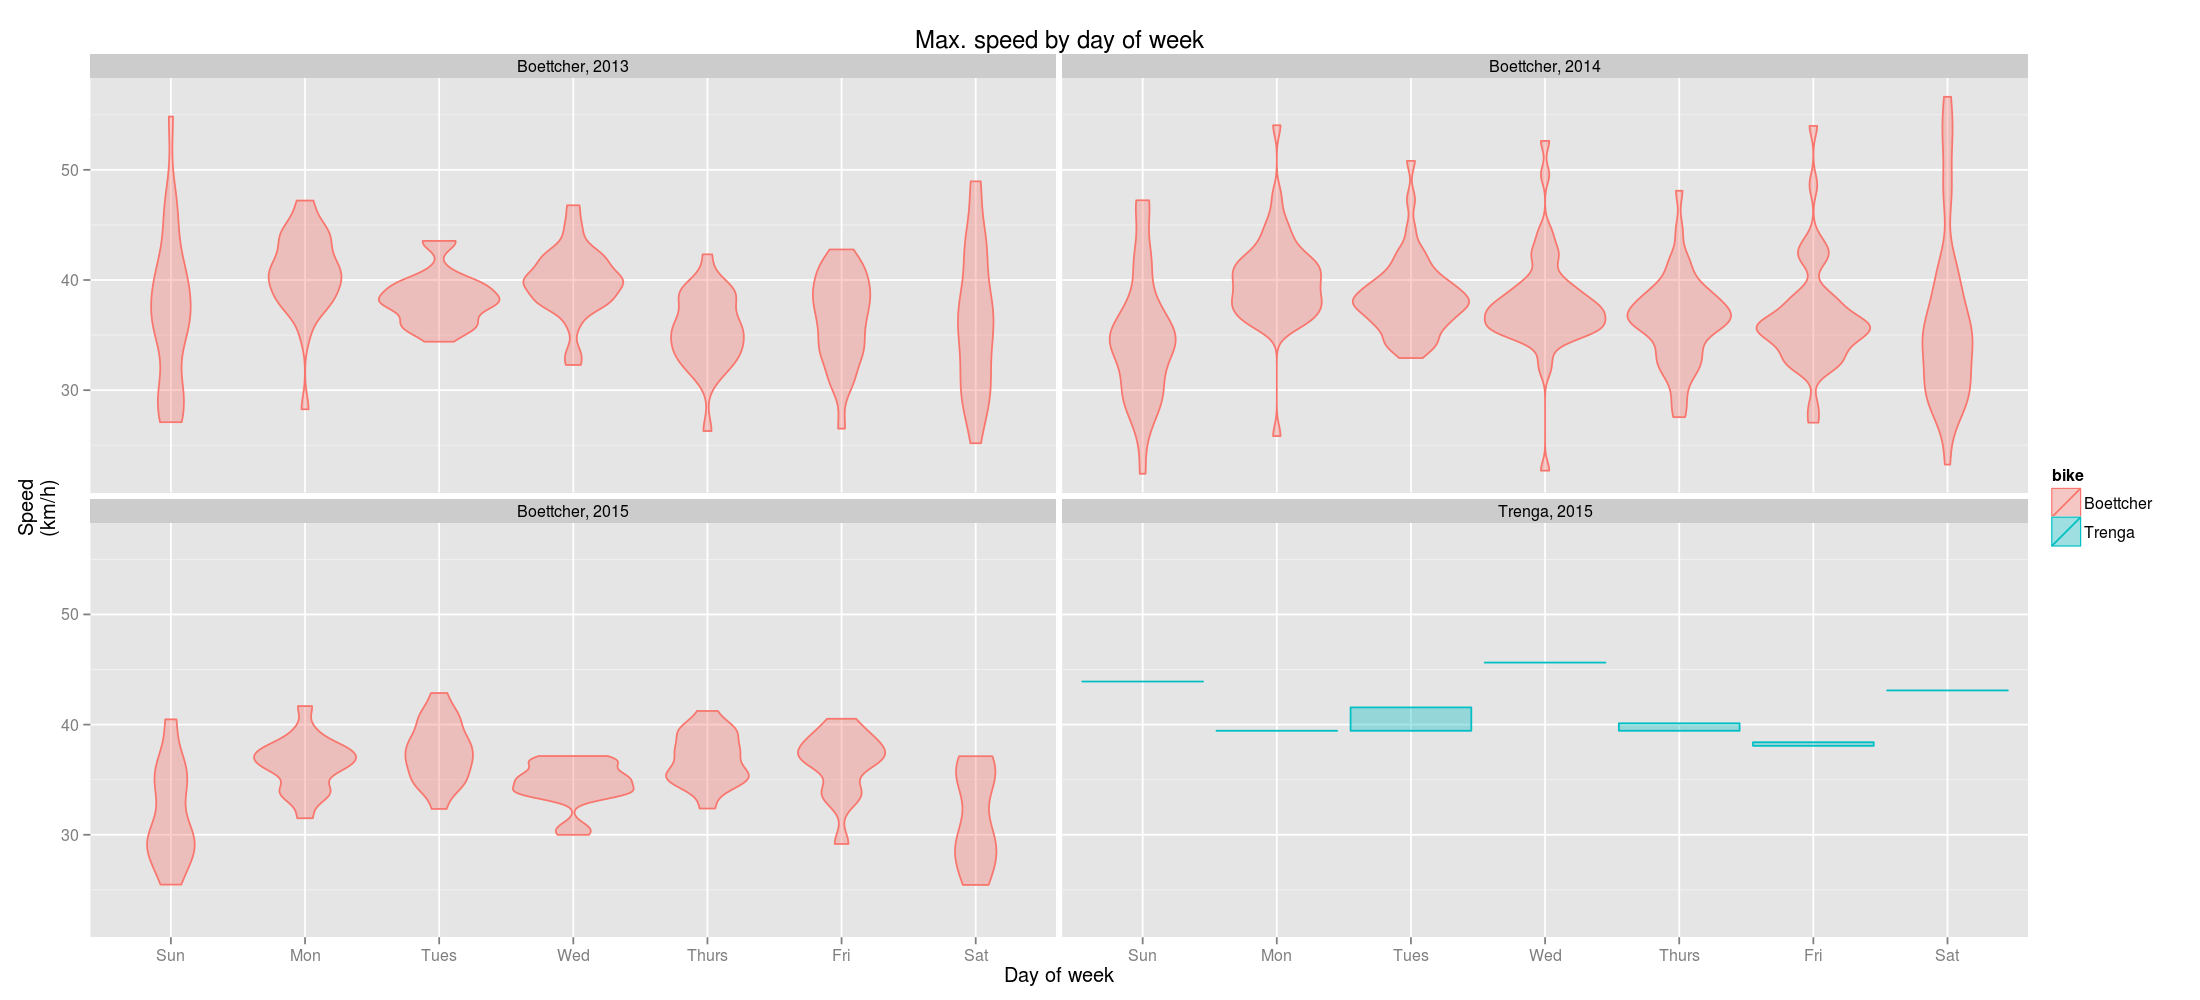 Max. speed by day of week
Boettcher, 2013
Boettcher, 2014
50
40
30
Boettcher, 2015
Trenga, 2015
50
40
30
Speed
(km/h)
Sun Mon Tues Wed Thurs Fri Sat
Sun Mon Tues Wed Thurs Fri Sat
Day of week
bike
Boettcher
Trenga